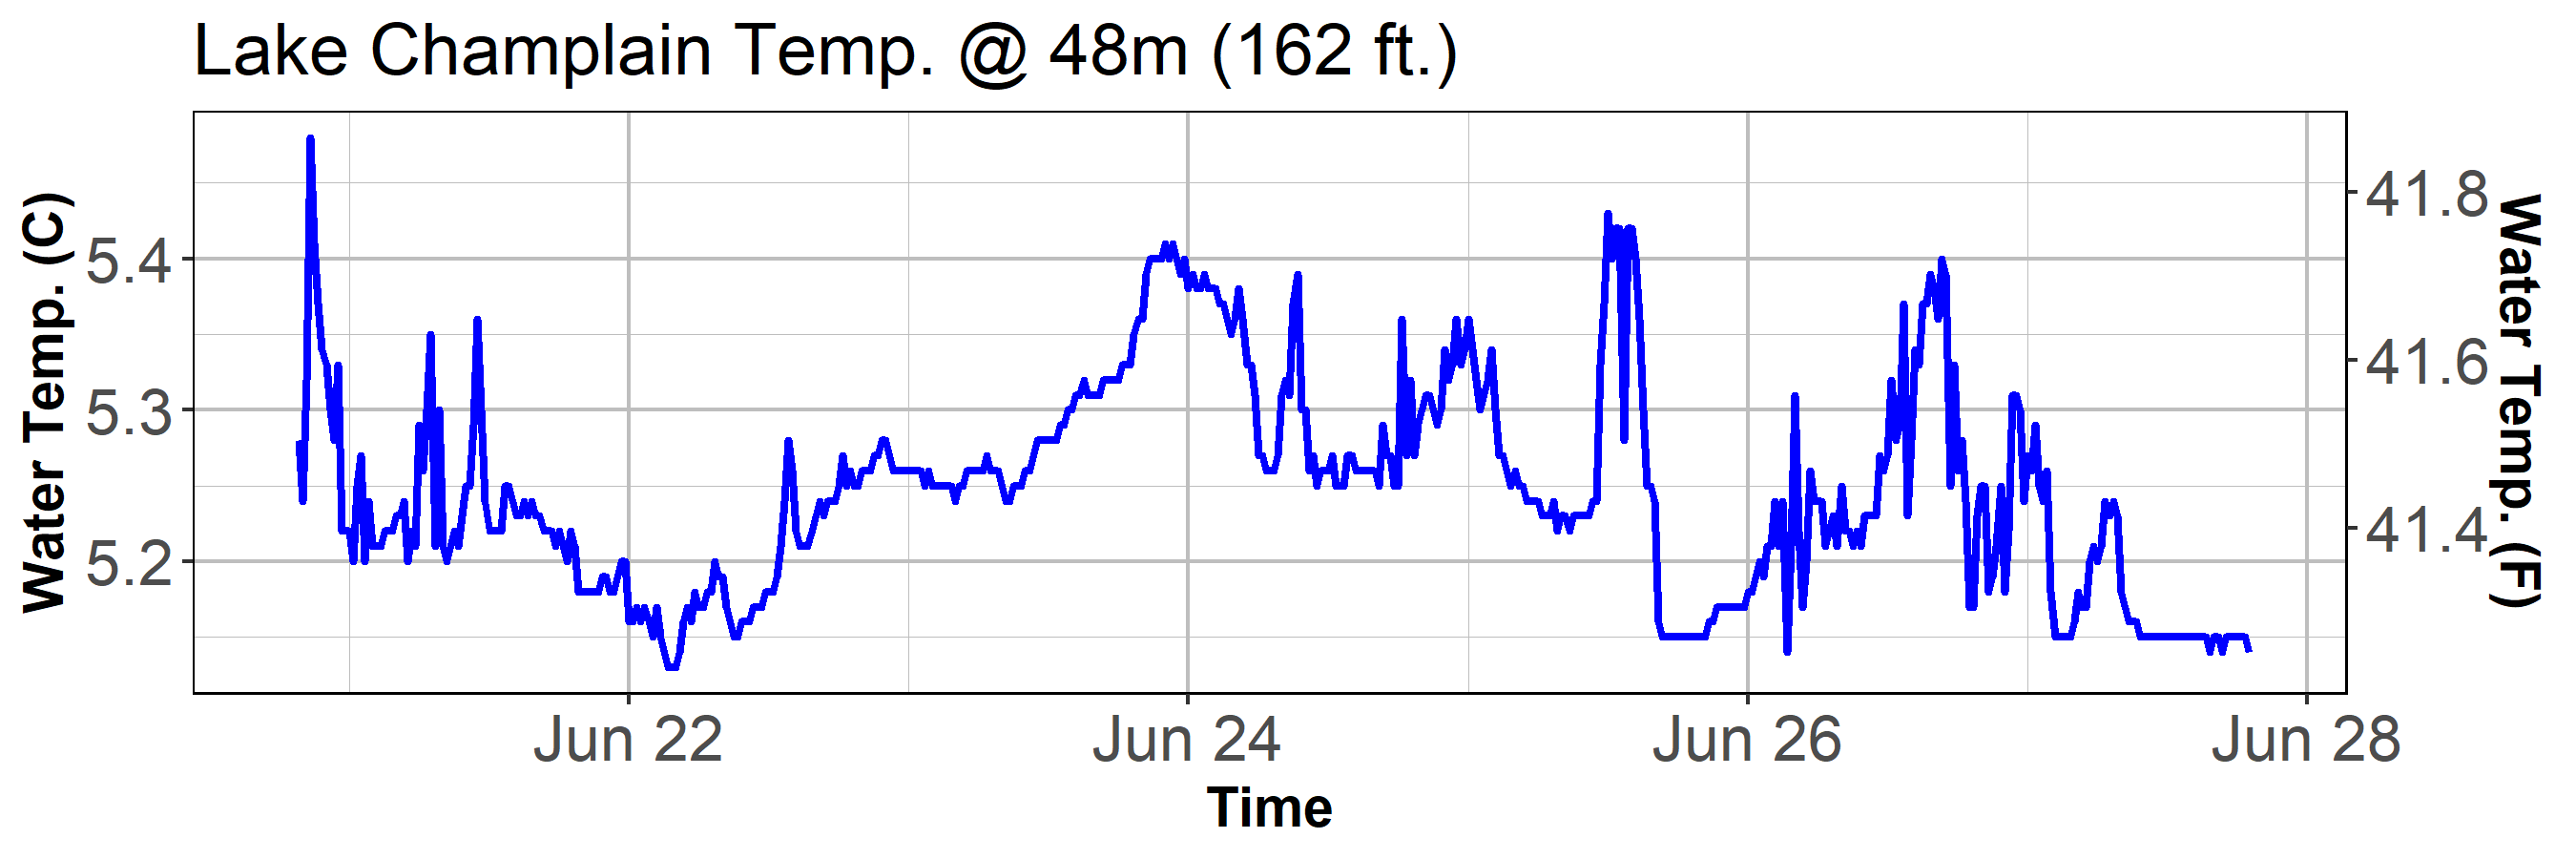 Lake Champlain Temp. @ 48m (162 ft.)
Water Temp. (C)
5.4
5.3
5.2
41.8
41.6
41.4
Water Temp. (F)
Jun 22
Jun 24
Jun 26
Jun 28
Time